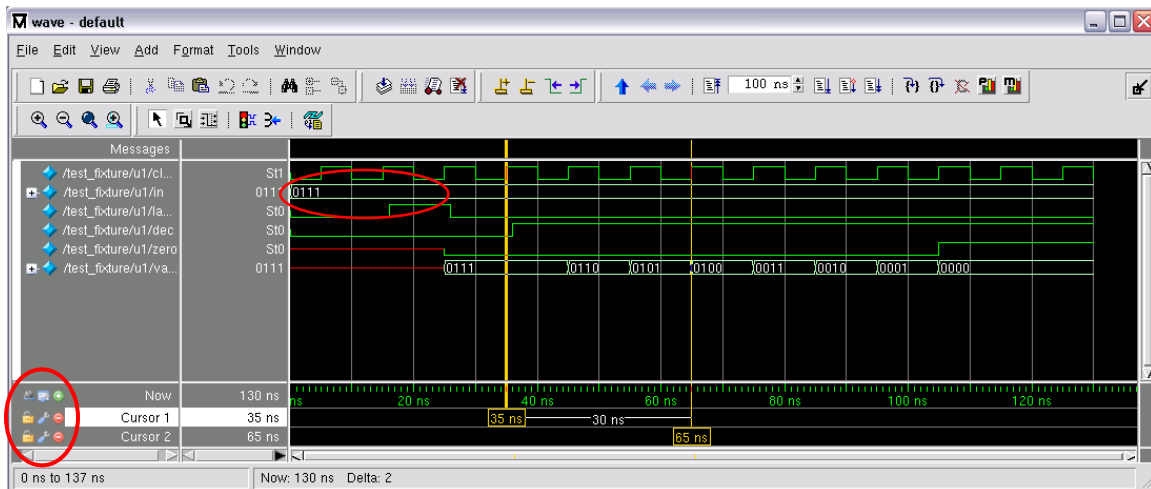 wave - default
File Edit View Add Format Tools Window
100 ns
Messages
/test_fixture/u1/cl... St1
/test_fixture/u1/in 0111 0111
/test_fixture/u1/la... St0
/test_fixture/u1/dec St0
/test_fixture/u1/zero St0
/test_fixture/u1/va... 0111 0111 0110 0101 0100 0011 0010 0001 0000
Now 130 ns ns 20 ns 40 ns 60 ns 80 ns 100 ns 120 ns
Cursor 1 35 ns 35 ns 30 ns
Cursor 2 65 ns 65 ns
0 ns to 137 ns Now: 130 ns Delta: 2